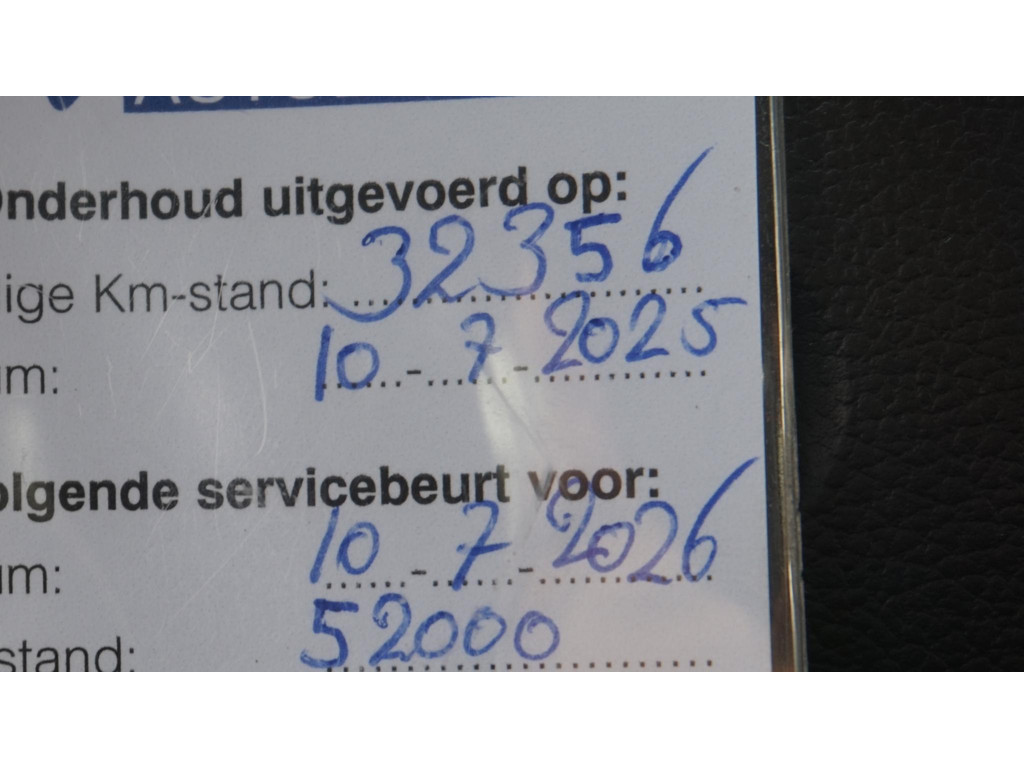 Onderhoud uitgevoerd op:
ige Km-stand: 32356
um: 10-7-2025
olgende servicebeurt voor:
um: 10-7-2026
stand: 52000